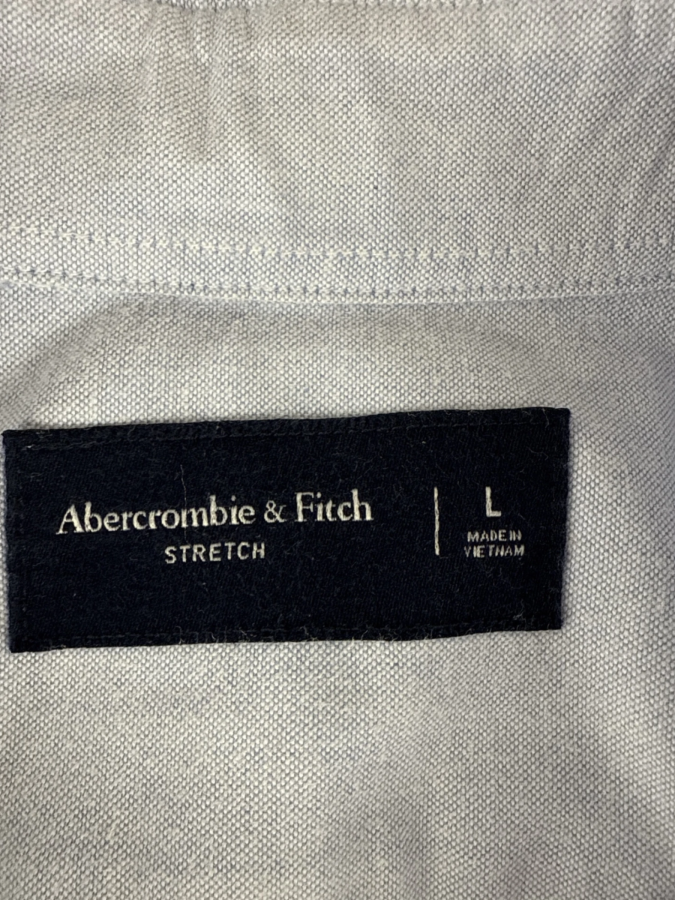 Abercrombie & Fitch
STRETCH
L
MADE IN
VIETNAM